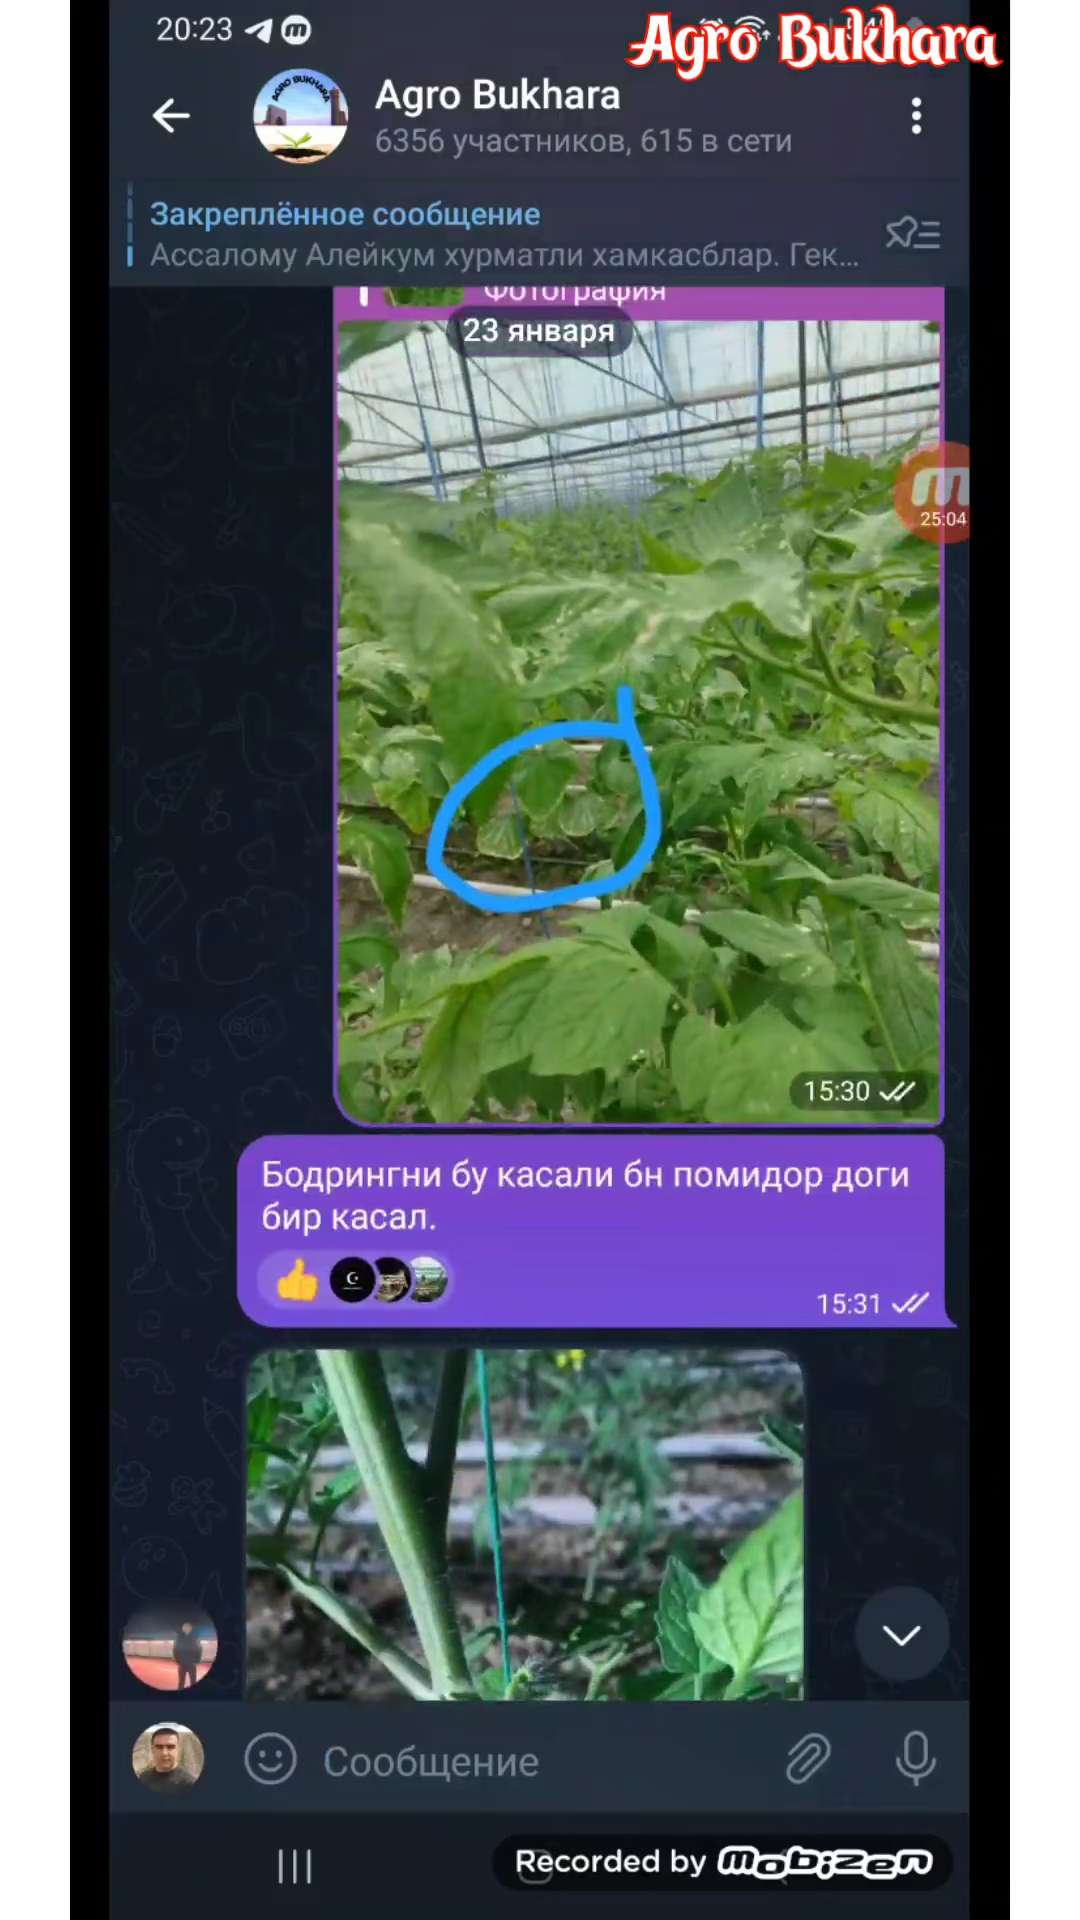 20:23
Agro Bukhara
Agro Bukhara
6356 участников, 615 в сети
Закреплённое сообщение
Ассалому Алейкум хурматли хамкасблар. Гек...
Фотография
23 января
25:04
15:30
Бодрингни бу касали бн помидор доги
бир касал.
15:31
Сообщение
Recorded by mobizen